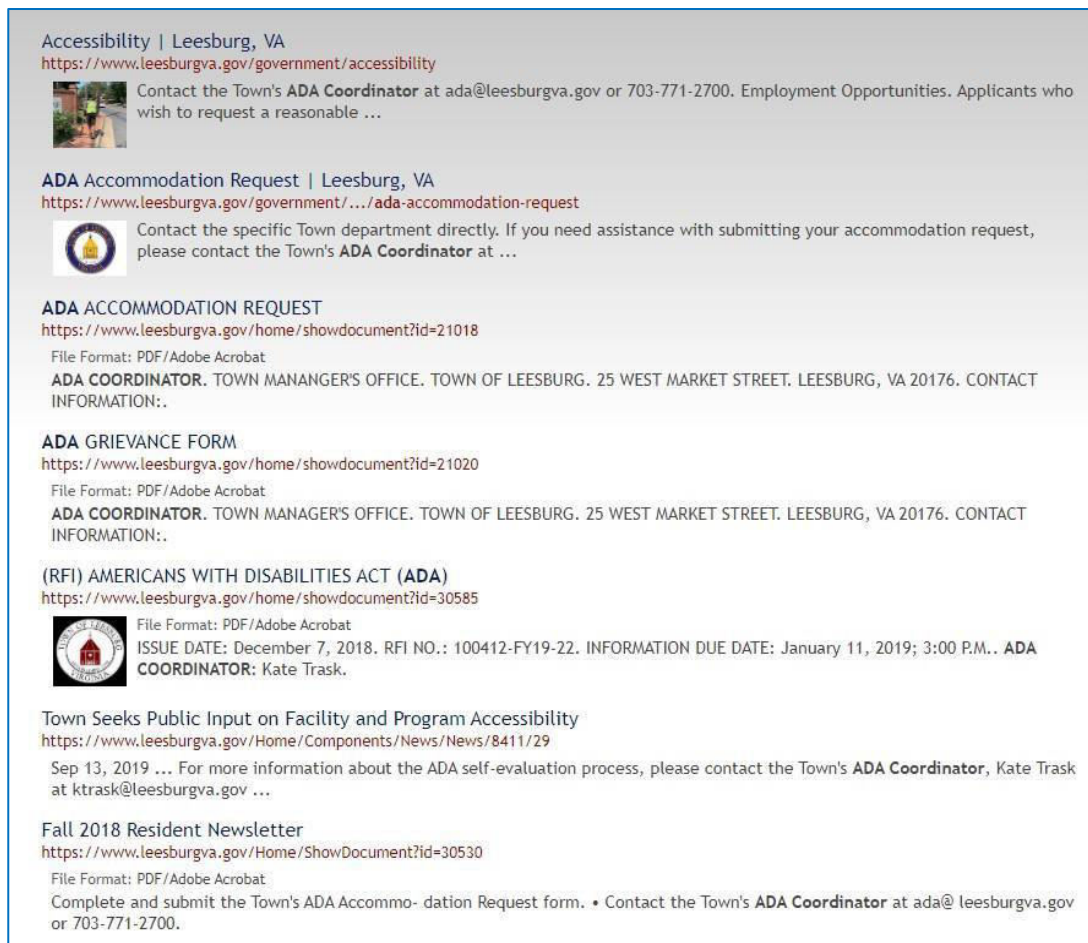 Accessibility | Leesburg, VA
https://www.leesburgva.gov/government/accessibility
Contact the Town's ADA Coordinator at ada@leesburgva.gov or 703-771-2700. Employment Opportunities. Applicants who
wish to request a reasonable ...
ADA Accommodation Request | Leesburg, VA
https://www.leesburgva.gov/government/.../ada-accommodation-request
Contact the specific Town department directly. If you need assistance with submitting your accommodation request,
please contact the Town's ADA Coordinator at ...
ADA ACCOMMODATION REQUEST
https://www.leesburgva.gov/home/showdocument?id=21018
File Format: PDF/Adobe Acrobat
ADA COORDINATOR. TOWN MANANGER'S OFFICE. TOWN OF LEESBURG. 25 WEST MARKET STREET. LEESBURG, VA 20176. CONTACT
INFORMATION:.
ADA GRIEVANCE FORM
https://www.leesburgva.gov/home/showdocument?id=21020
File Format: PDF/Adobe Acrobat
ADA COORDINATOR. TOWN MANAGER'S OFFICE. TOWN OF LEESBURG. 25 WEST MARKET STREET. LEESBURG, VA 20176. CONTACT
INFORMATION:.
(RFI) AMERICANS WITH DISABILITIES ACT (ADA)
https://www.leesburgva.gov/home/showdocument?id=30585
TOWN OF LEESBURG
VIRGINIA
File Format: PDF/Adobe Acrobat
ISSUE DATE: December 7, 2018. RFI NO.: 100412-FY19-22. INFORMATION DUE DATE: January 11, 2019; 3:00 P.M.. ADA
COORDINATOR: Kate Trask.
Town Seeks Public Input on Facility and Program Accessibility
https://www.leesburgva.gov/Home/Components/News/News/8411/29
Sep 13, 2019 ... For more information about the ADA self-evaluation process, please contact the Town's ADA Coordinator, Kate Trask
at ktrask@leesburgva.gov ...
Fall 2018 Resident Newsletter
https://www.leesburgva.gov/Home/ShowDocument?id=30530
File Format: PDF/Adobe Acrobat
Complete and submit the Town's ADA Accommo- dation Request form. • Contact the Town's ADA Coordinator at ada@ leesburgva.gov
or 703-771-2700.